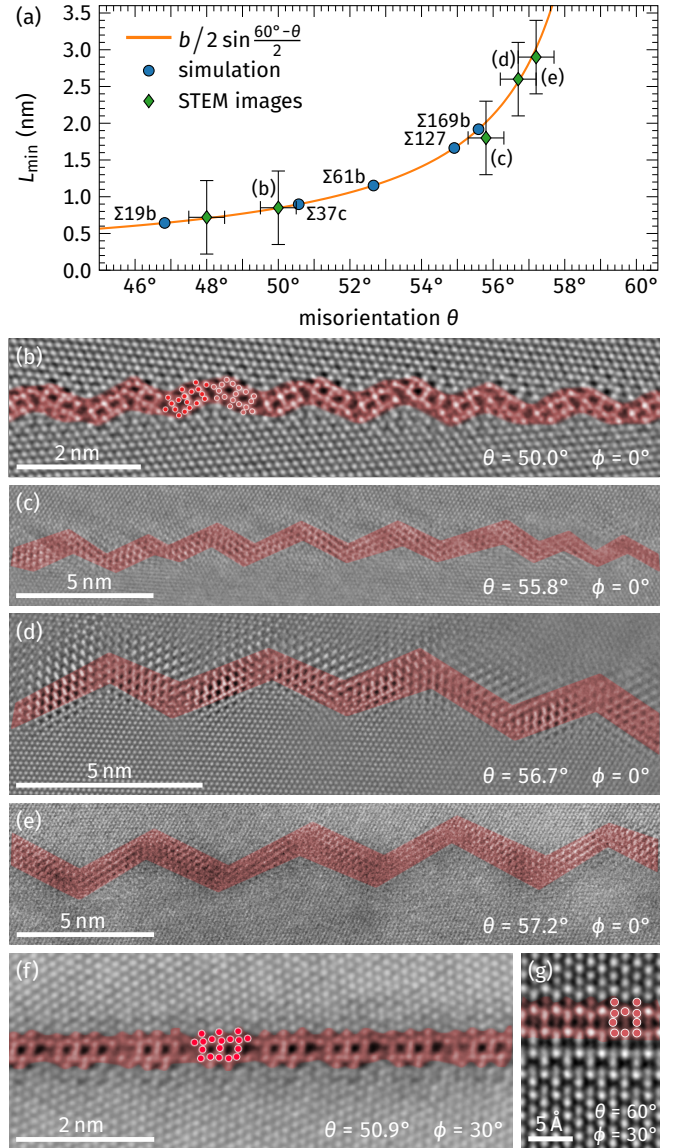 (a)
3.5
3.0
2.5
2.0
1.5
1.0
0.5
0.0
L_min (nm)
b / 2 sin (60°−θ)/2
simulation
STEM images
Σ19b
(b)
Σ37c
Σ61b
Σ127
Σ169b
(c)
(d)
(e)
46° 48° 50° 52° 54° 56° 58° 60°
misorientation θ
(b)
2 nm
θ = 50.0° ϕ = 0°
(c)
5 nm
θ = 55.8° ϕ = 0°
(d)
5 nm
θ = 56.7° ϕ = 0°
(e)
5 nm
θ = 57.2° ϕ = 0°
(f)
2 nm
θ = 50.9° ϕ = 30°
(g)
5 Å
θ = 60°
ϕ = 30°